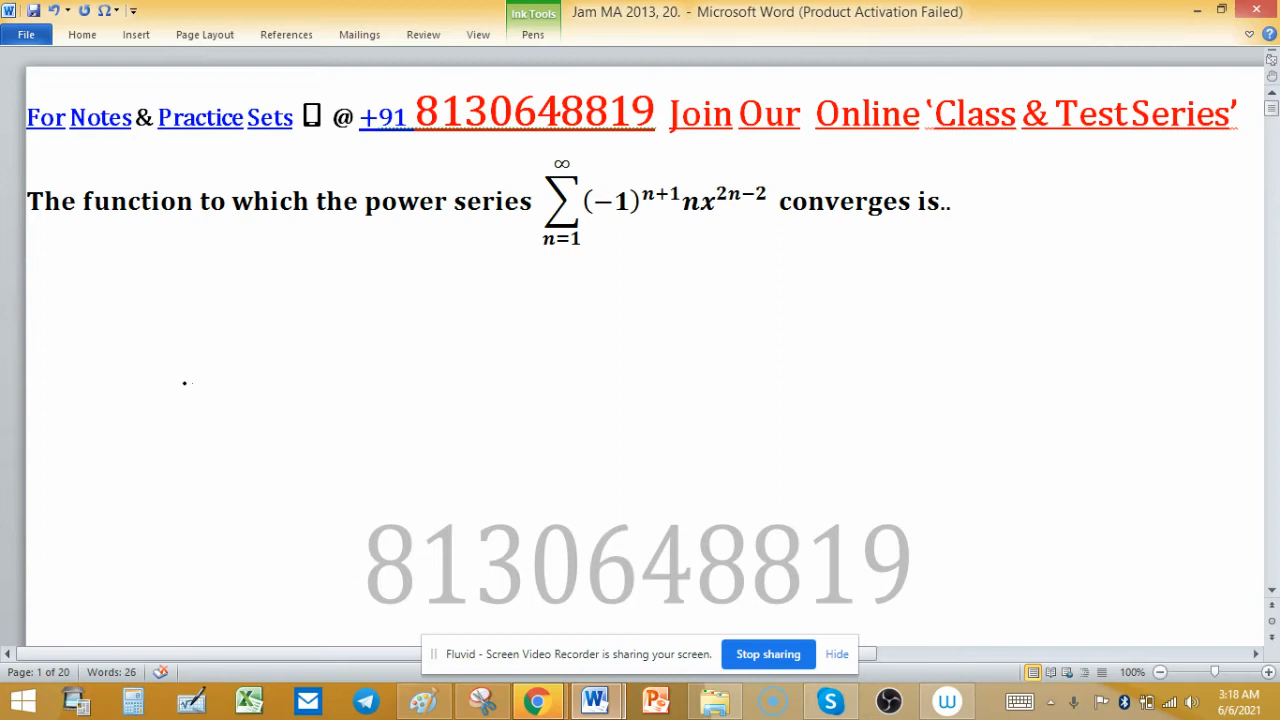 Ink Tools
Jam MA 2013, 20. - Microsoft Word (Product Activation Failed)
File Home Insert Page Layout References Mailings Review View Pens
For Notes & Practice Sets @ +91 8130648819 Join Our Online ‘Class & Test Series’
The function to which the power series ∑_{n=1}^{∞} (−1)^{n+1} nx^{2n−2} converges is..
8130648819
Fluvid - Screen Video Recorder is sharing your screen. Stop sharing Hide
Page: 1 of 20 Words: 26 100%
3:18 AM
6/6/2021